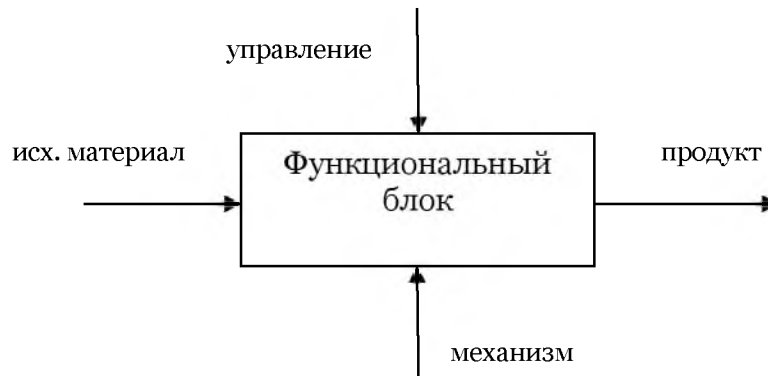 управление
исх. материал
Функциональный
блок
продукт
механизм